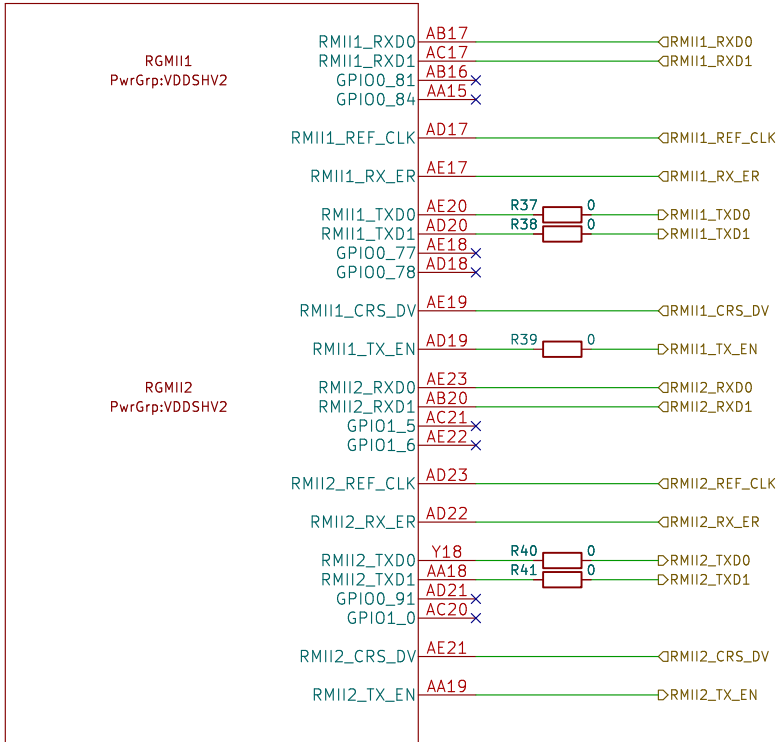 RMII1_RXD0 AB17 RMII1_RXD0
RMII1_RXD1 AC17 RMII1_RXD1
RGMII1
PwrGrp:VDDSHV2
GPIO0_81 AB16
GPIO0_84 AA15
RMII1_REF_CLK AD17 RMII1_REF_CLK
RMII1_RX_ER AE17 RMII1_RX_ER
RMII1_TXD0 AE20 R37 0 RMII1_TXD0
RMII1_TXD1 AD20 R38 0 RMII1_TXD1
GPIO0_77 AE18
GPIO0_78 AD18
RMII1_CRS_DV AE19 RMII1_CRS_DV
RMII1_TX_EN AD19 R39 0 RMII1_TX_EN
RGMII2
PwrGrp:VDDSHV2
RMII2_RXD0 AE23 RMII2_RXD0
RMII2_RXD1 AB20 RMII2_RXD1
GPIO1_5 AC21
GPIO1_6 AE22
RMII2_REF_CLK AD23 RMII2_REF_CLK
RMII2_RX_ER AD22 RMII2_RX_ER
RMII2_TXD0 Y18 R40 0 RMII2_TXD0
RMII2_TXD1 AA18 R41 0 RMII2_TXD1
GPIO0_91 AD21
GPIO1_0 AC20
RMII2_CRS_DV AE21 RMII2_CRS_DV
RMII2_TX_EN AA19 RMII2_TX_EN